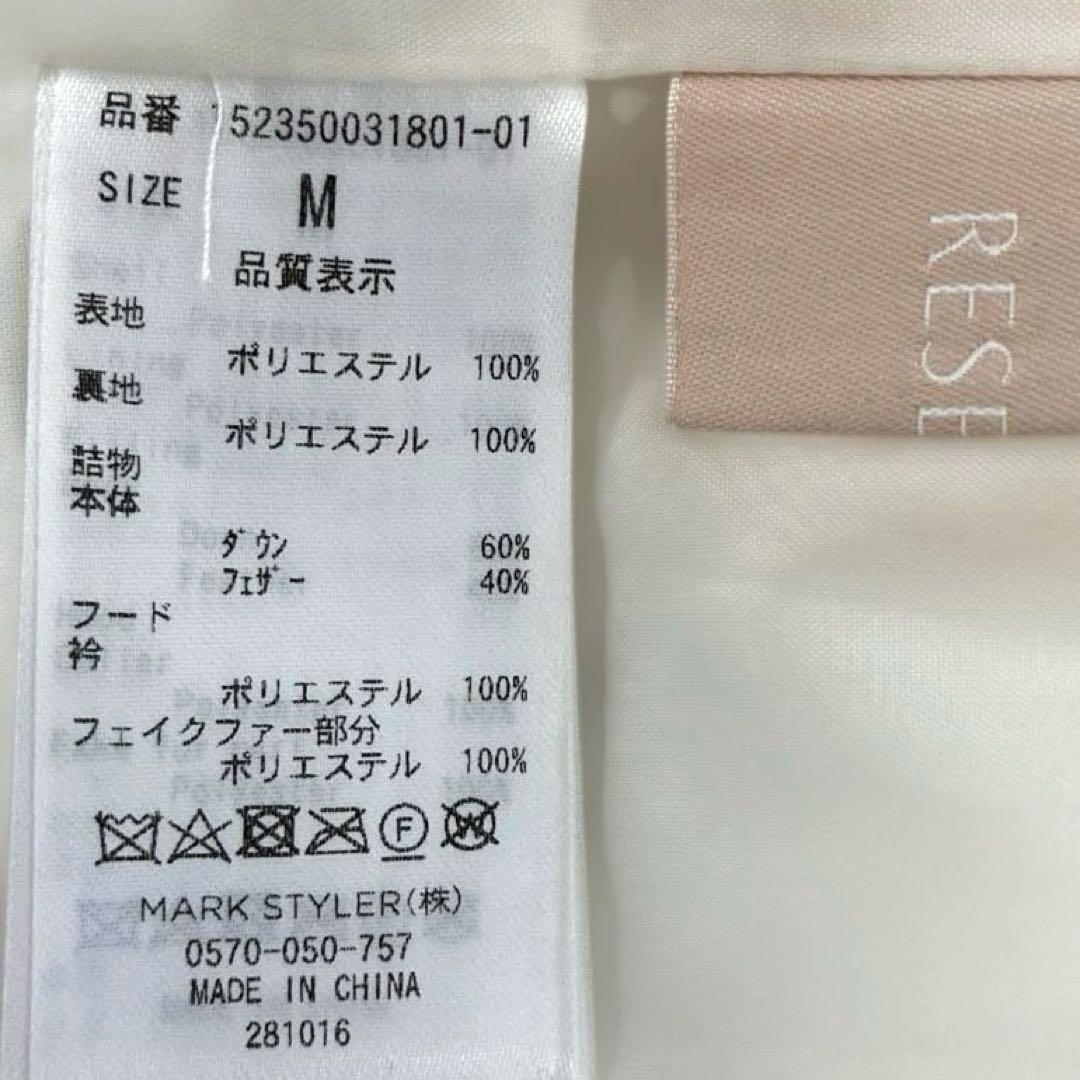 品番 52350031801-01
SIZE M
品質表示
表地
ポリエステル 100%
裏地
ポリエステル 100%
詰物
本体
ダウン 60%
フェザー 40%
フード
衿
ポリエステル 100%
フェイクファー部分
ポリエステル 100%
F W
MARK STYLER(株)
0570-050-757
MADE IN CHINA
281016
RESE